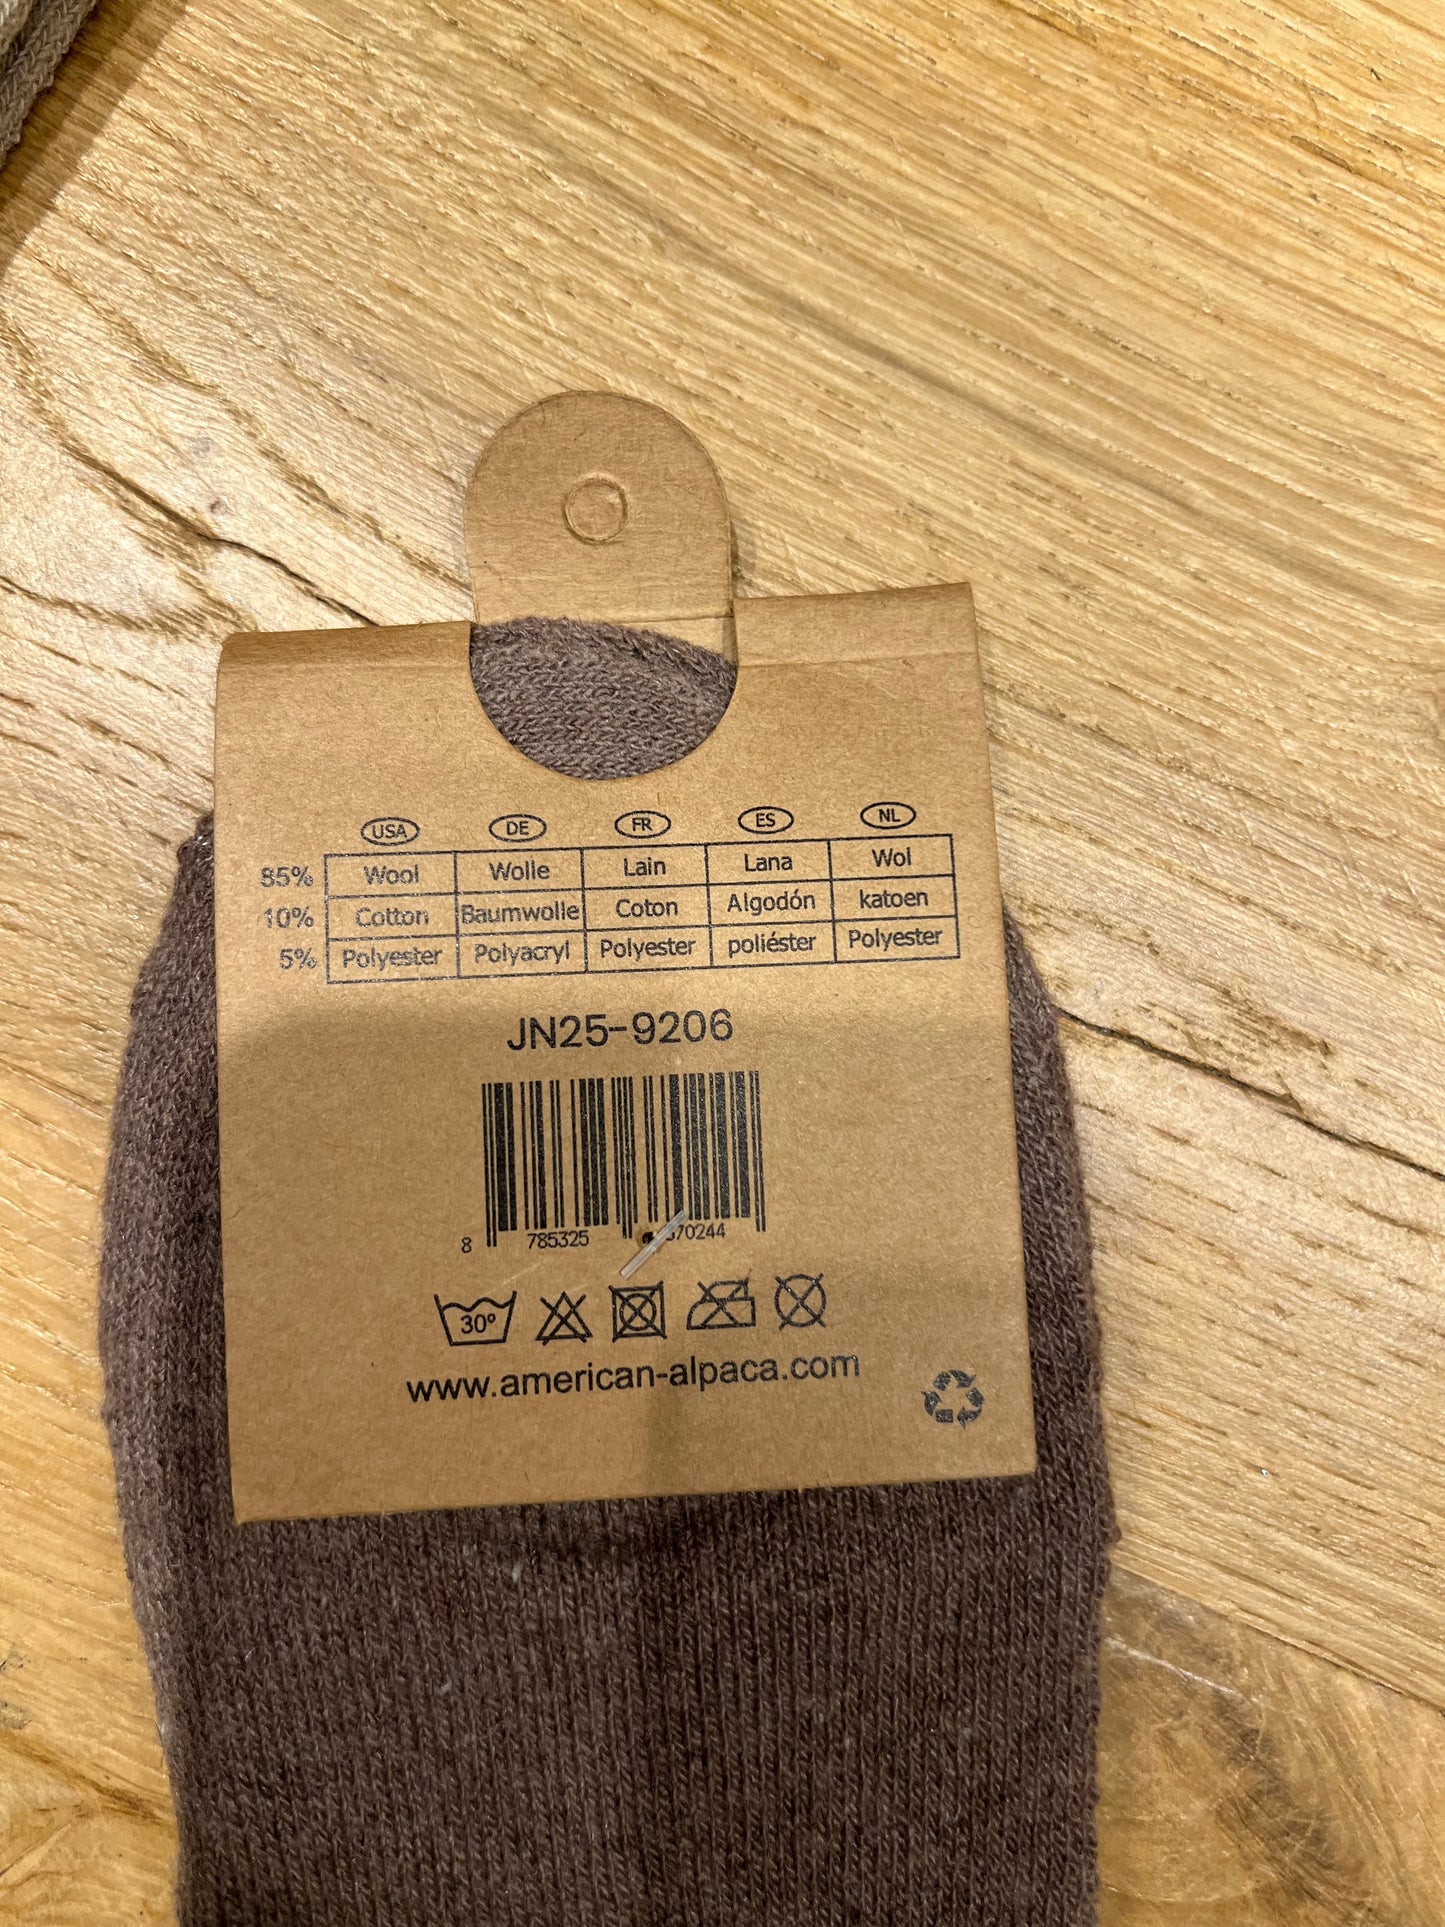 USA DE FR ES NL
85% Wool Wolle Lain Lana Wol
10% Cotton Baumwolle Coton Algodón katoen
5% Polyester Polyacryl Polyester poliéster Polyester
JN25-9206
8 785325 70244
30°
www.american-alpaca.com